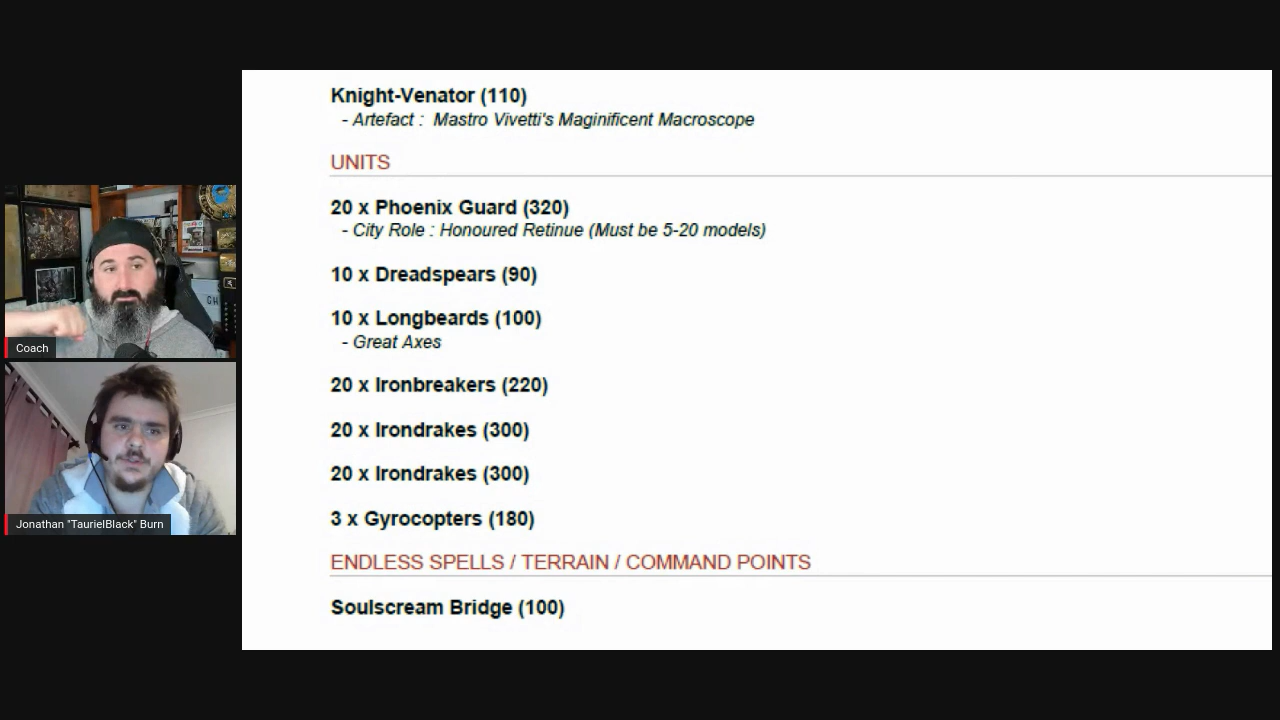 Knight-Venator (110)
- Artefact : Mastro Vivetti's Maginificent Macroscope
UNITS
20 x Phoenix Guard (320)
- City Role : Honoured Retinue (Must be 5-20 models)
10 x Dreadspears (90)
10 x Longbeards (100)
- Great Axes
20 x Ironbreakers (220)
20 x Irondrakes (300)
20 x Irondrakes (300)
3 x Gyrocopters (180)
ENDLESS SPELLS / TERRAIN / COMMAND POINTS
Soulscream Bridge (100)
Coach
Jonathan "TaurielBlack" Burn